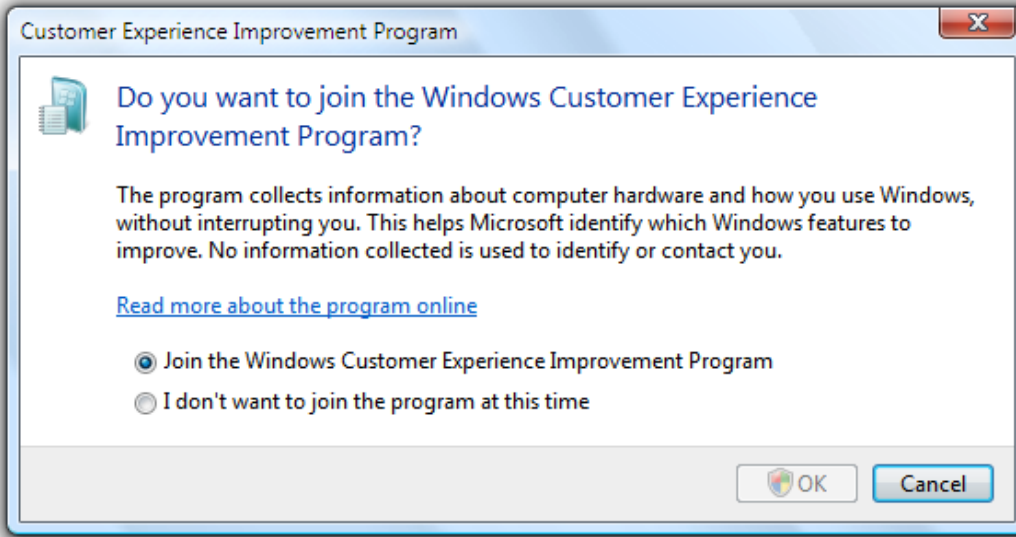 Customer Experience Improvement Program
Do you want to join the Windows Customer Experience
Improvement Program?
The program collects information about computer hardware and how you use Windows,
without interrupting you. This helps Microsoft identify which Windows features to
improve. No information collected is used to identify or contact you.
Read more about the program online
Join the Windows Customer Experience Improvement Program
I don't want to join the program at this time
OK
Cancel